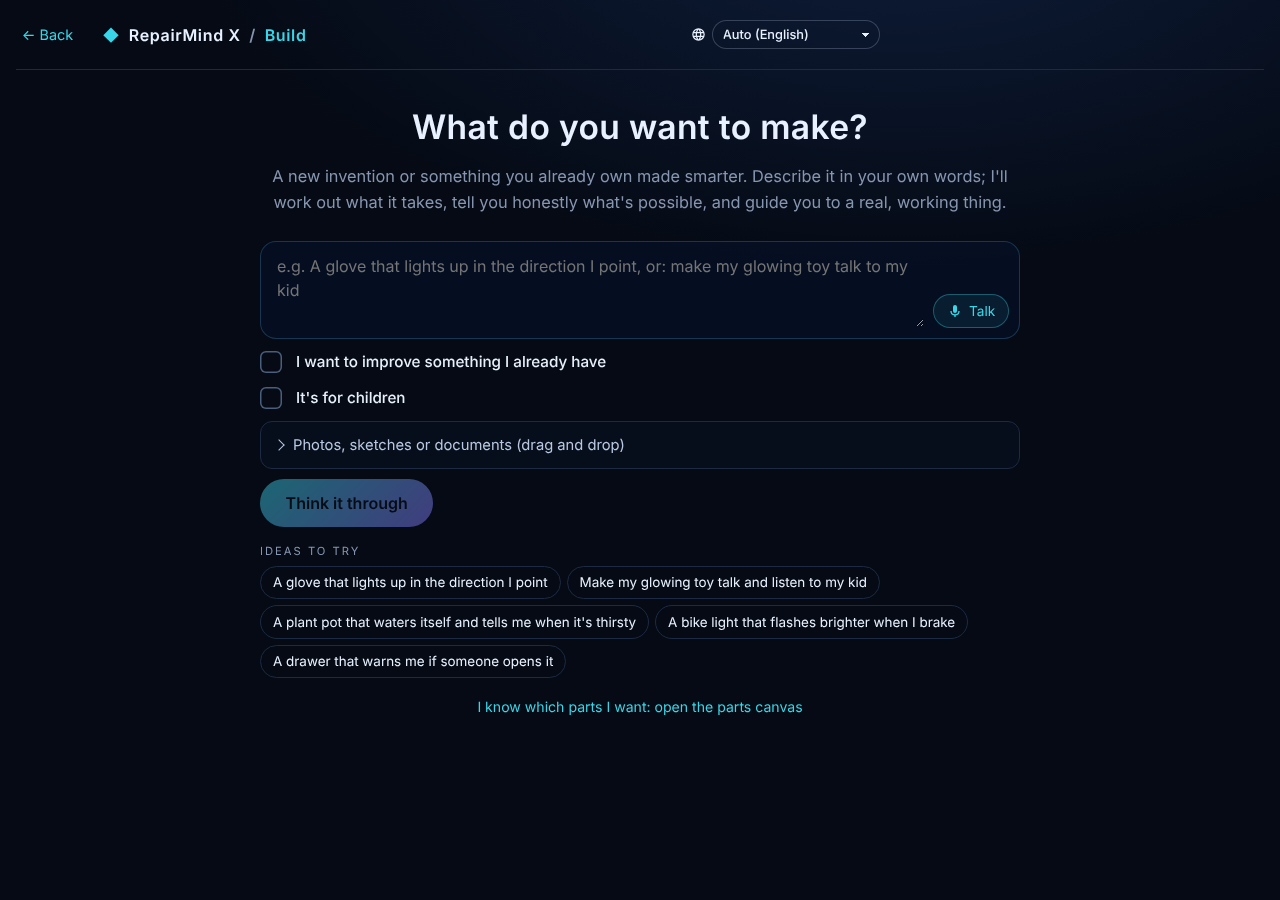 ← Back
RepairMind X / Build
Auto (English)
What do you want to make?
A new invention or something you already own made smarter. Describe it in your own words; I'll
work out what it takes, tell you honestly what's possible, and guide you to a real, working thing.
e.g. A glove that lights up in the direction I point, or: make my glowing toy talk to my
kid
Talk
I want to improve something I already have
It's for children
Photos, sketches or documents (drag and drop)
Think it through
IDEAS TO TRY
A glove that lights up in the direction I point
Make my glowing toy talk and listen to my kid
A plant pot that waters itself and tells me when it's thirsty
A bike light that flashes brighter when I brake
A drawer that warns me if someone opens it
I know which parts I want: open the parts canvas